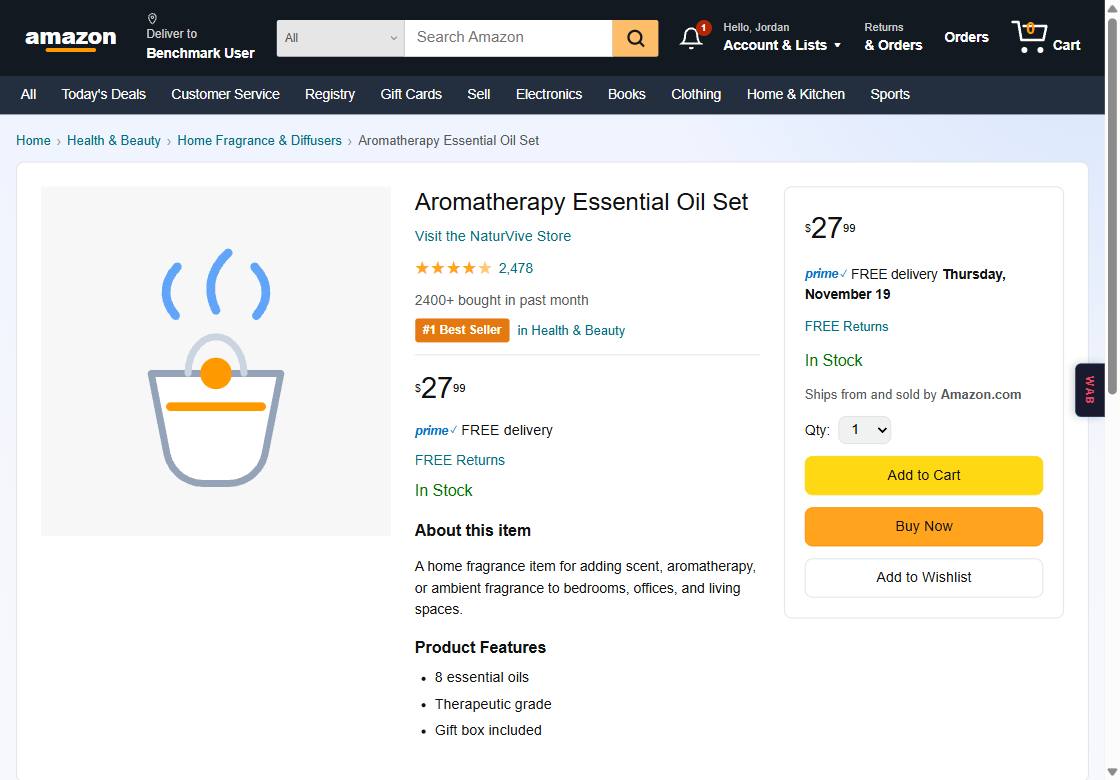 amazon
Deliver to
Benchmark User
All
Search Amazon
1
Hello, Jordan
Account & Lists
Returns
& Orders
Orders
0
Cart
All
Today's Deals
Customer Service
Registry
Gift Cards
Sell
Electronics
Books
Clothing
Home & Kitchen
Sports
Home › Health & Beauty › Home Fragrance & Diffusers › Aromatherapy Essential Oil Set
Aromatherapy Essential Oil Set
Visit the NaturVive Store
★★★★★ 2,478
2400+ bought in past month
#1 Best Seller in Health & Beauty
$27.99
prime✓ FREE delivery
FREE Returns
In Stock
About this item
A home fragrance item for adding scent, aromatherapy,
or ambient fragrance to bedrooms, offices, and living
spaces.
Product Features
• 8 essential oils
• Therapeutic grade
• Gift box included
$27.99
prime✓ FREE delivery Thursday,
November 19
FREE Returns
In Stock
Ships from and sold by Amazon.com
Qty: 1
Add to Cart
Buy Now
Add to Wishlist
WAB